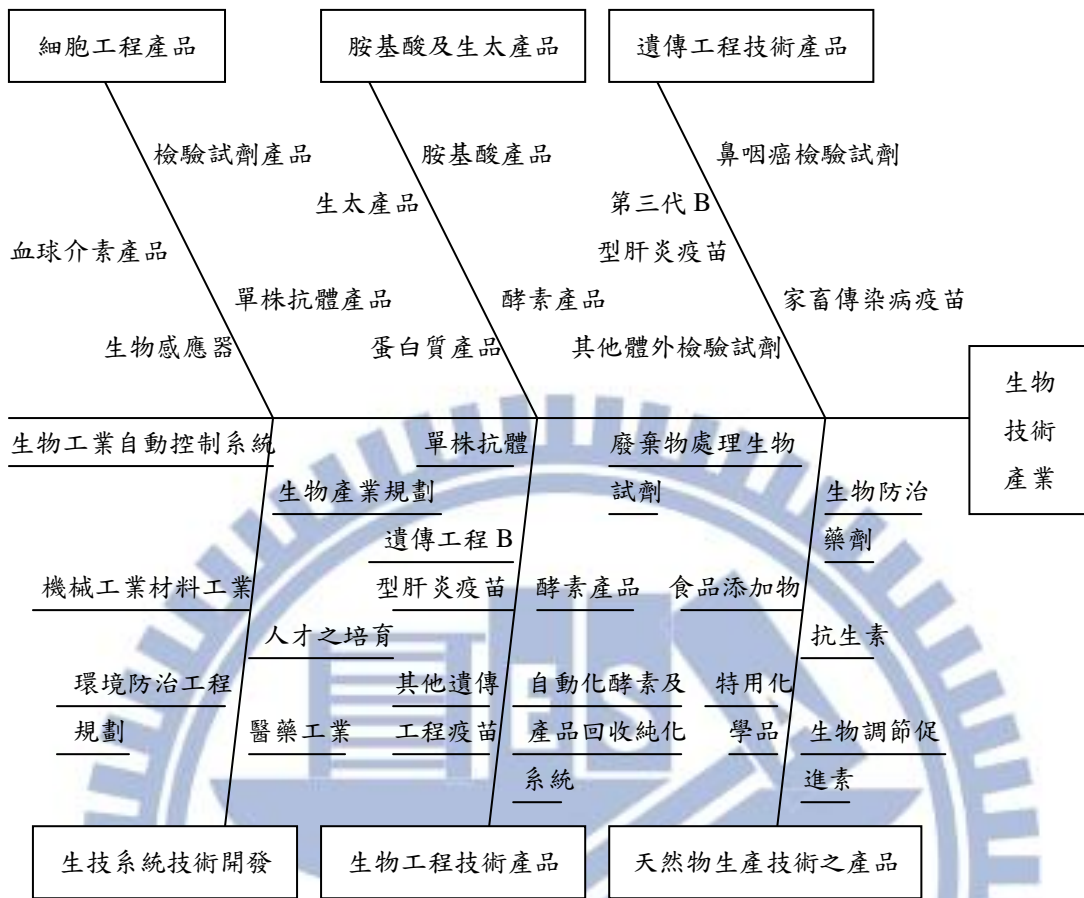 細胞工程產品
胺基酸及生太產品
遺傳工程技術產品
檢驗試劑產品
胺基酸產品
鼻咽癌檢驗試劑
生太產品
第三代 B
血球介素產品
型肝炎疫苗
單株抗體產品
酵素產品
家畜傳染病疫苗
生物感應器
蛋白質產品
其他體外檢驗試劑
生物
技術
產業
生物工業自動控制系統
單株抗體
廢棄物處理生物
試劑
生物產業規劃
生物防治
藥劑
遺傳工程 B
型肝炎疫苗
機械工業材料工業
酵素產品
食品添加物
人才之培育
抗生素
環境防治工程
規劃
其他遺傳
工程疫苗
自動化酵素及
產品回收純化
系統
特用化
學品
醫藥工業
生物調節促
進素
生技系統技術開發
生物工程技術產品
天然物生產技術之產品
ES